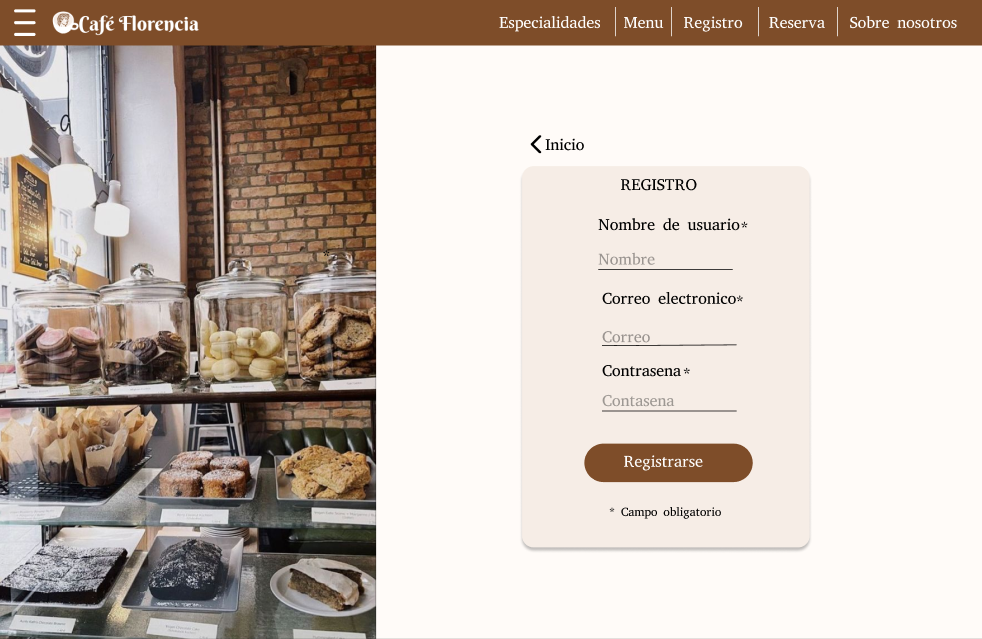 Café Florencia
Especialidades
Menu
Registro
Reserva
Sobre nosotros
Inicio
REGISTRO
Nombre de usuario*
Nombre
Correo electronico*
Correo
Contrasena*
Contasena
Registrarse
* Campo obligatorio